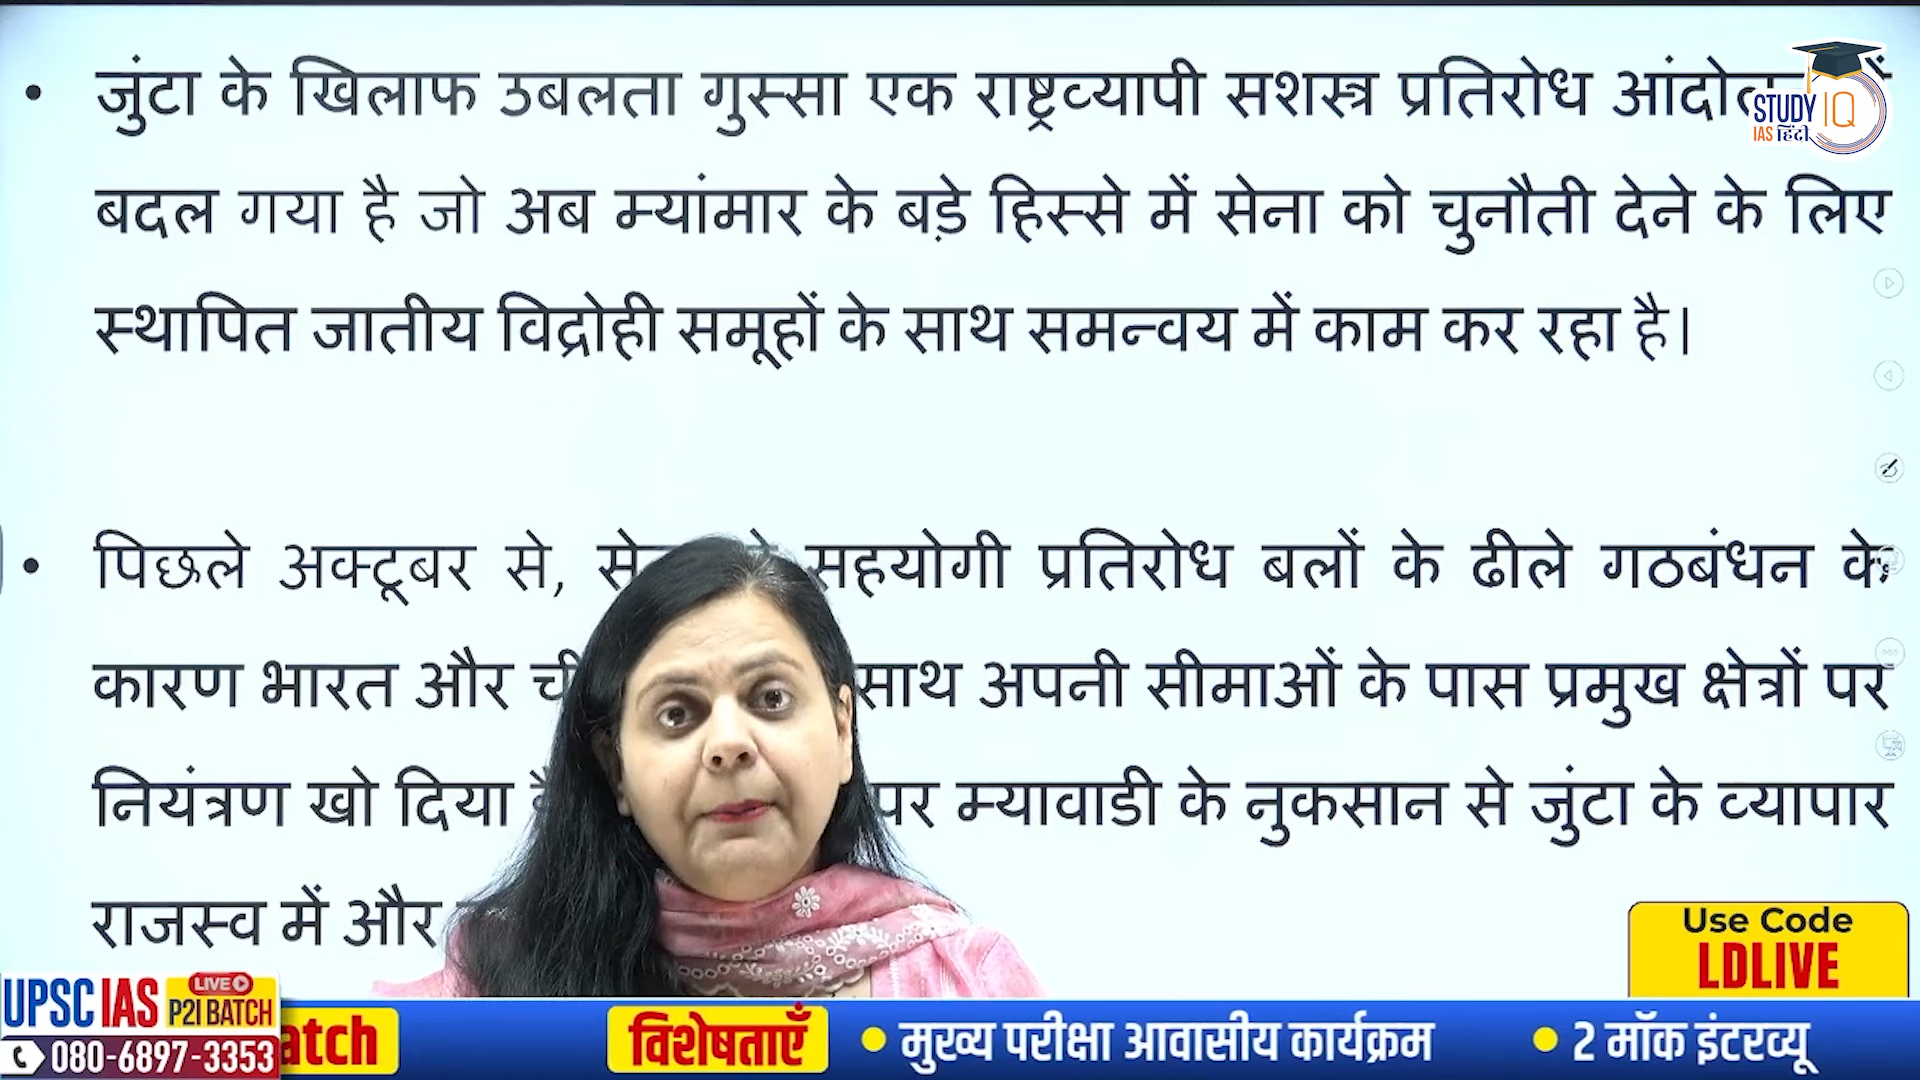 • जुंटा के खिलाफ उबलता गुस्सा एक राष्ट्रव्यापी सशस्त्र प्रतिरोध
बदल गया है जो अब म्यांमार के बड़े हिस्से में सेना को चुनौती देने के लिए
स्थापित जातीय विद्रोही समूहों के साथ समन्वय में काम कर रहा है।
• पिछले अक्टूबर से, सहयोगी प्रतिरोध बलों के ढीले गठबंधन के
कारण भारत और साथ अपनी सीमाओं के पास प्रमुख क्षेत्रों पर
नियंत्रण खो दिया पर म्यावाडी के नुकसान से जुंटा के व्यापार
राजस्व में और
STUDY IQ
IAS हिंदी
Use Code
LDLIVE
UPSC IAS LIVE
P2I BATCH
080-6897-3353
विशेषताएँ • मुख्य परीक्षा आवासीय कार्यक्रम • 2 मॉक इंटरव्यू